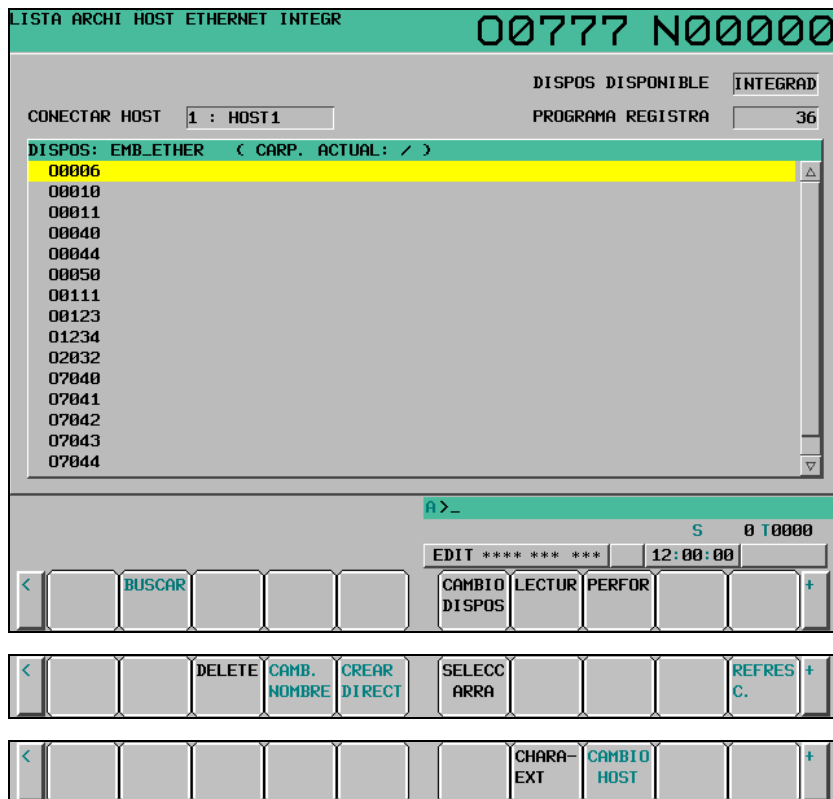 LISTA ARCHI HOST ETHERNET INTEGR O0777 N00000
DISPOS DISPONIBLE INTEGRAD
CONECTAR HOST 1 : HOST1 PROGRAMA REGISTRA 36
DISPOS: EMB_ETHER ( CARP. ACTUAL: / )
O0006
O0010
O0011
O0040
O0044
O0050
O0111
O0123
O1234
O2032
O7040
O7041
O7042
O7043
O7044
A>_
S 0 T0000
EDIT **** *** *** 12:00:00
< BUSCAR CAMBIO LECTUR PERFOR +
DISPOS
< DELETE CAMB. CREAR SELECC REFRES +
NOMBRE DIRECT ARRA C.
< CHARA- CAMBIO +
EXT HOST